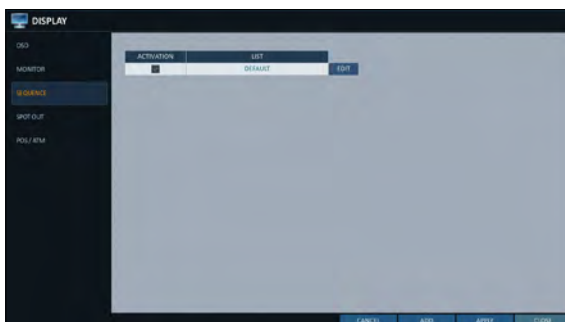 DISPLAY
OSD
MONITOR
SEQUENCE
SPOT OUT
POS / ATM
ACTIVATION LIST
DEFAULT EDIT
CANCEL ADD APPLY CLOSE